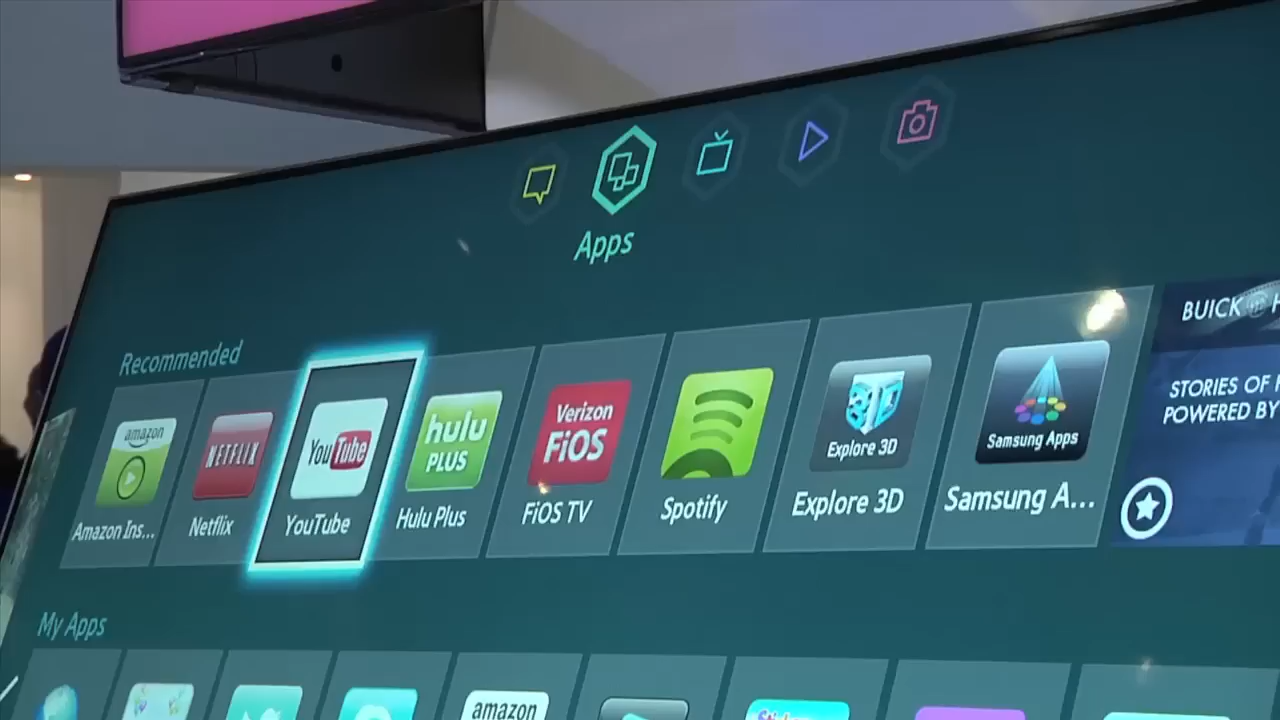 Apps
Recommended
amazon
Amazon Ins...
NETFLIX
Netflix
YouTube
YouTube
hulu
PLUS
Hulu Plus
Verizon
FiOS
FiOS TV
Spotify
3D
Explore 3D
Explore 3D
Samsung Apps
Samsung A...
BUICK H
STORIES OF H
POWERED BY
My Apps
amazon